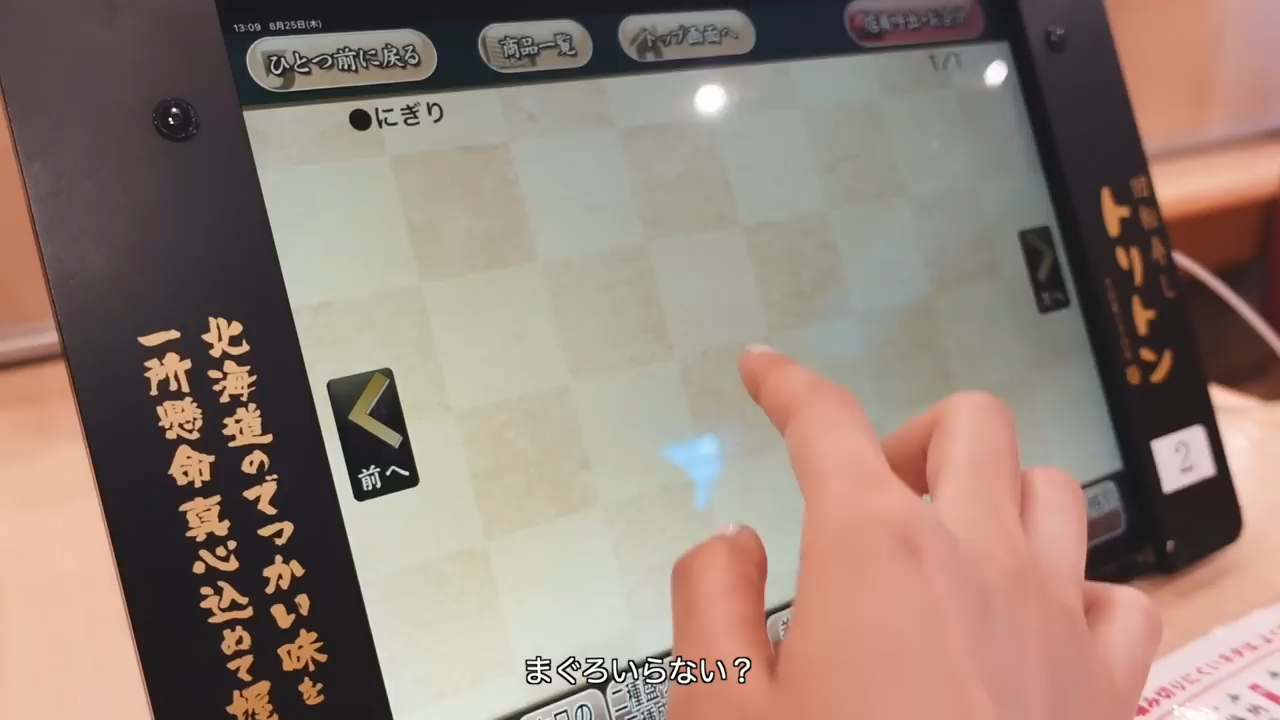 13:09 8月25日(木)
ひとつ前に戻る
商品一覧
トップ画面へ
1/1
●にぎり
前へ
北海道のでっかい味を
一所懸命真心込めて握
トリトン
2
まぐろいらない？